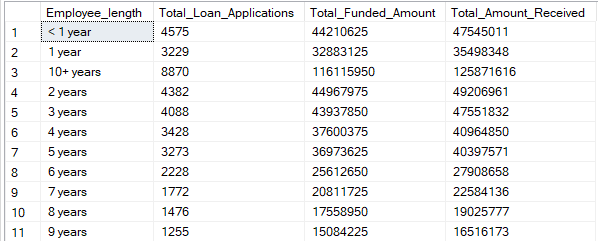 Employee_length Total_Loan_Applications Total_Funded_Amount Total_Amount_Received
1 < 1 year 4575 44210625 47545011
2 1 year 3229 32883125 35498348
3 10+ years 8870 116115950 125871616
4 2 years 4382 44967975 49206961
5 3 years 4088 43937850 47551832
6 4 years 3428 37600375 40964850
7 5 years 3273 36973625 40397571
8 6 years 2228 25612650 27908658
9 7 years 1772 20811725 22584136
10 8 years 1476 17558950 19025777
11 9 years 1255 15084225 16516173